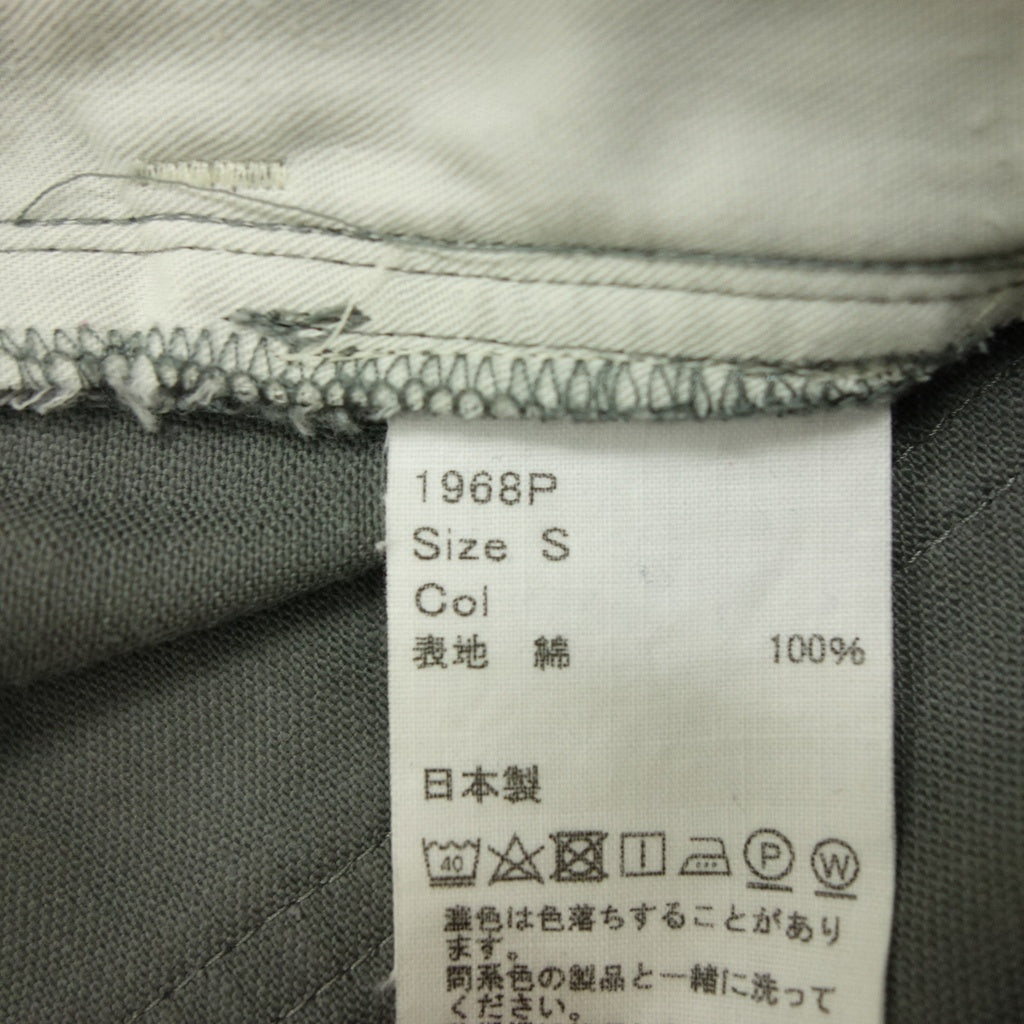 1968P
Size S
Col
表地 綿 100%
日本製
40 P W
濃色は色落ちすることがあり
ます。
同系色の製品と一緒に洗って
ください。